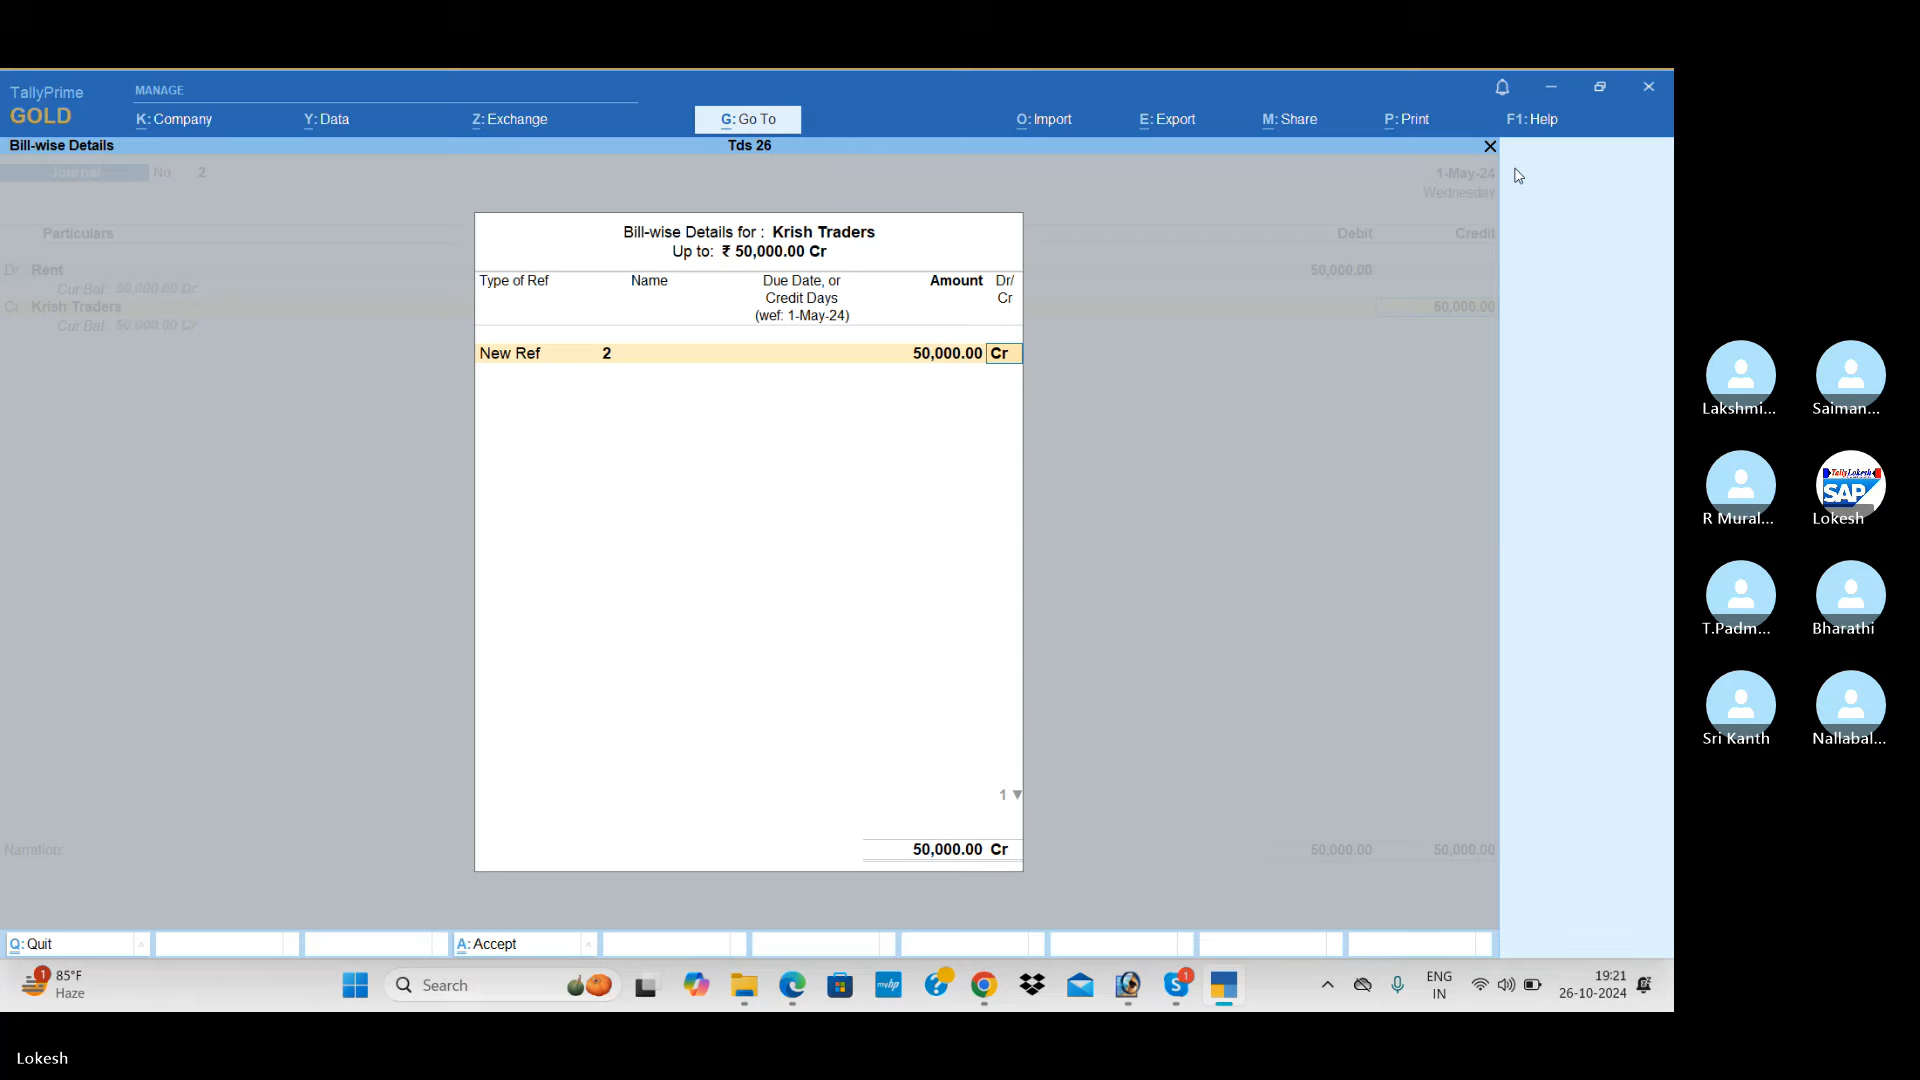 TallyPrime
GOLD
MANAGE
K: Company
Y: Data
Z: Exchange
G: Go To
O: Import
E: Export
M: Share
P: Print
F1: Help
Bill-wise Details
Tds 26
Journal
No. 2
1-May-24
Wednesday
Particulars
Debit
Credit
Dr Rent
50,000.00
Cur Bal: 50,000.00 Dr
Cr Krish Traders
50,000.00
Cur Bal: 50,000.00 Cr
Bill-wise Details for : Krish Traders
Up to: ₹ 50,000.00 Cr
Type of Ref
Name
Due Date, or
Credit Days
(wef: 1-May-24)
Amount
Dr/
Cr
New Ref 2 50,000.00 Cr
1
50,000.00 Cr
Narration:
50,000.00
50,000.00
Q: Quit
A: Accept
1
85°F
Haze
Search
myhp
1
ENG
IN
19:21
26-10-2024
Lakshmi...
Saiman...
R Mural...
TallyLokesh
SAP
Lokesh
T.Padm...
Bharathi
Sri Kanth
Nallabal...
Lokesh